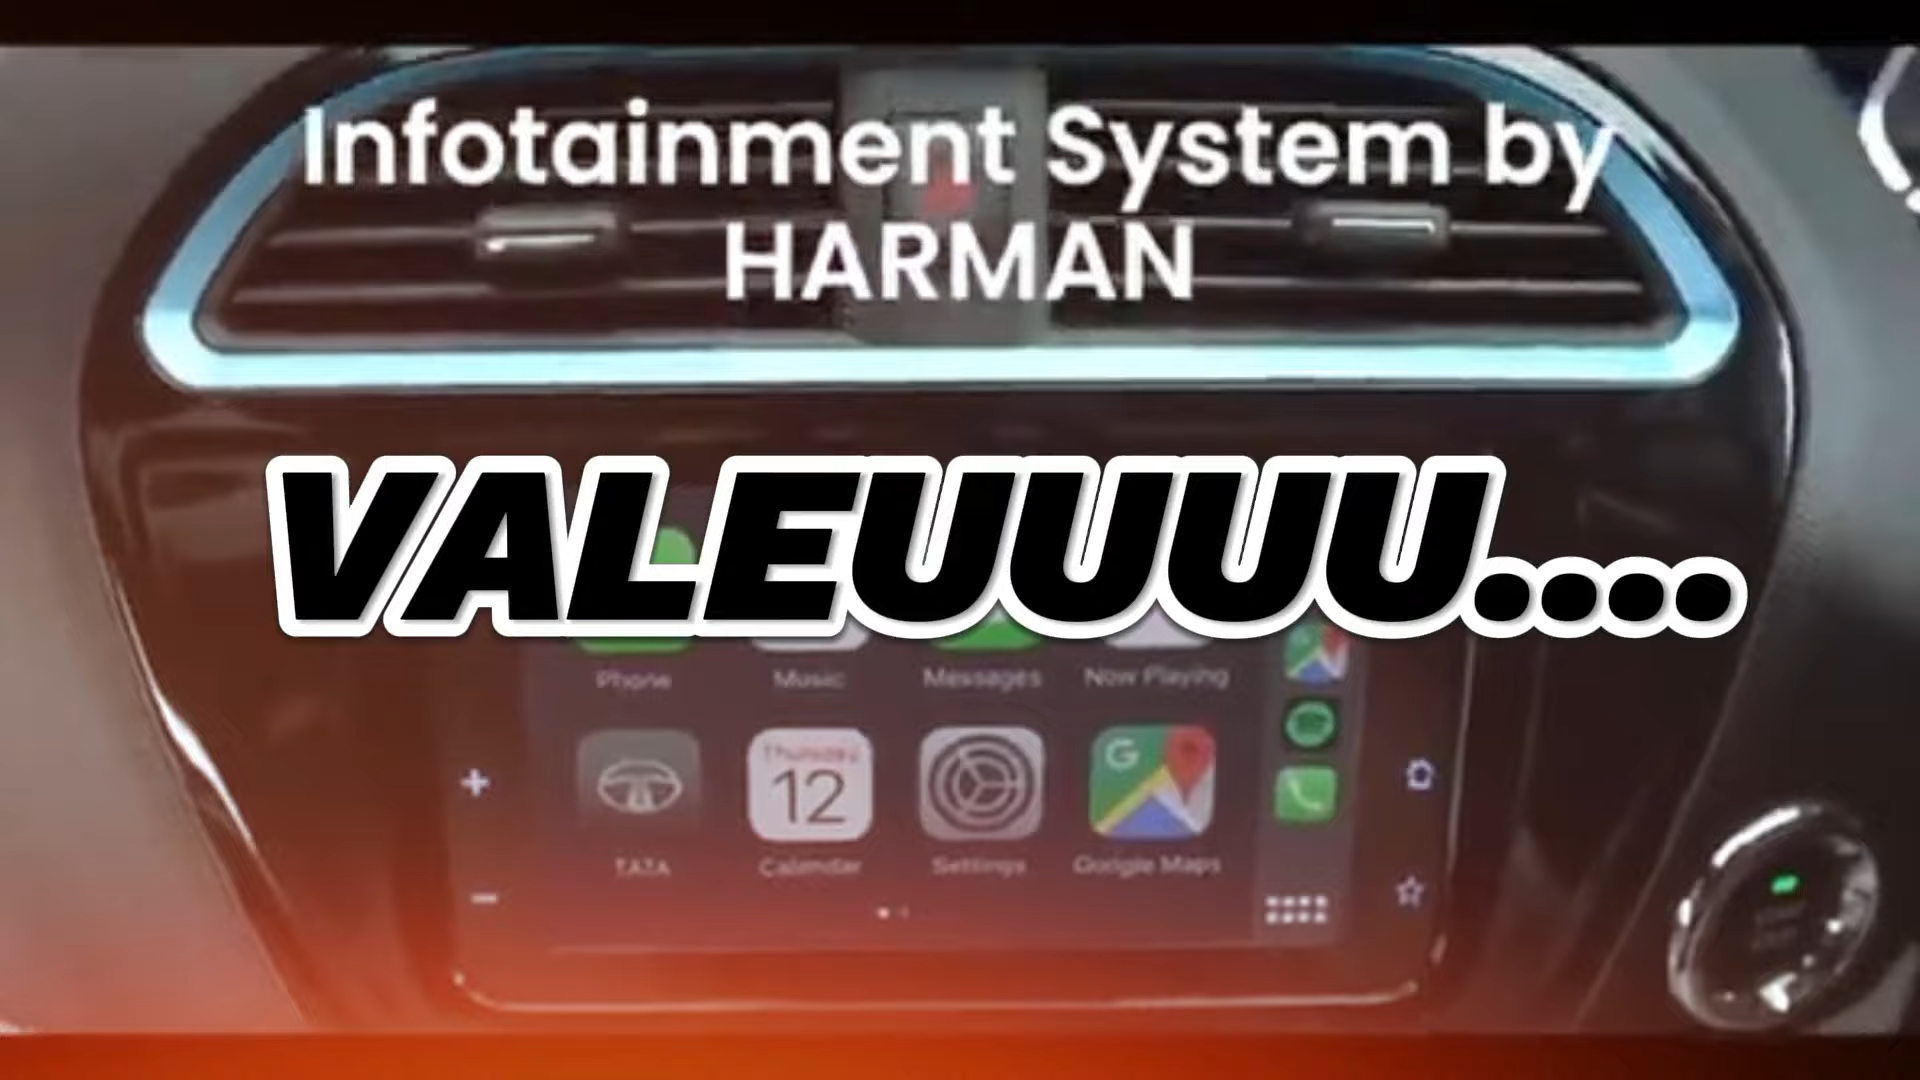 Infotainment System by
HARMAN
VALEUUUU....
Phone
Music
Messages
Now Playing
Thursday
12
G
TATA
Calendar
Settings
Google Maps